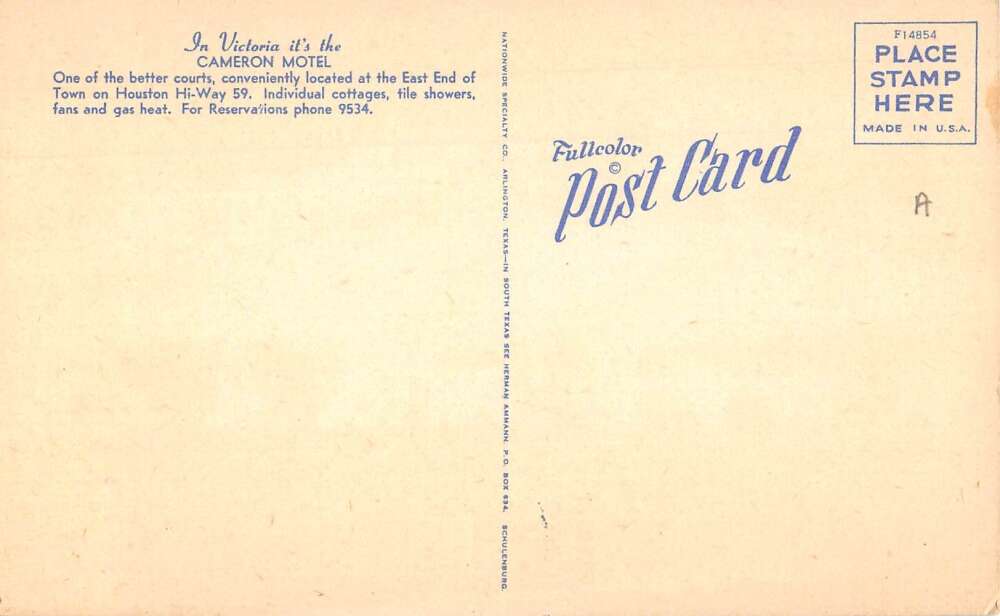 In Victoria it's the
CAMERON MOTEL
One of the better courts, conveniently located at the East End of
Town on Houston Hi-Way 59. Individual cottages, tile showers,
fans and gas heat. For Reservations phone 9534.
NATIONWIDE SPECIALTY CO., ARLINGTON, TEXAS—IN SOUTH TEXAS SEE HERMAN AMMANN, P.O. BOX 634, SCHULENBURG.
Fullcolor
©
Post Card
F14854
PLACE
STAMP
HERE
MADE IN U.S.A.
A